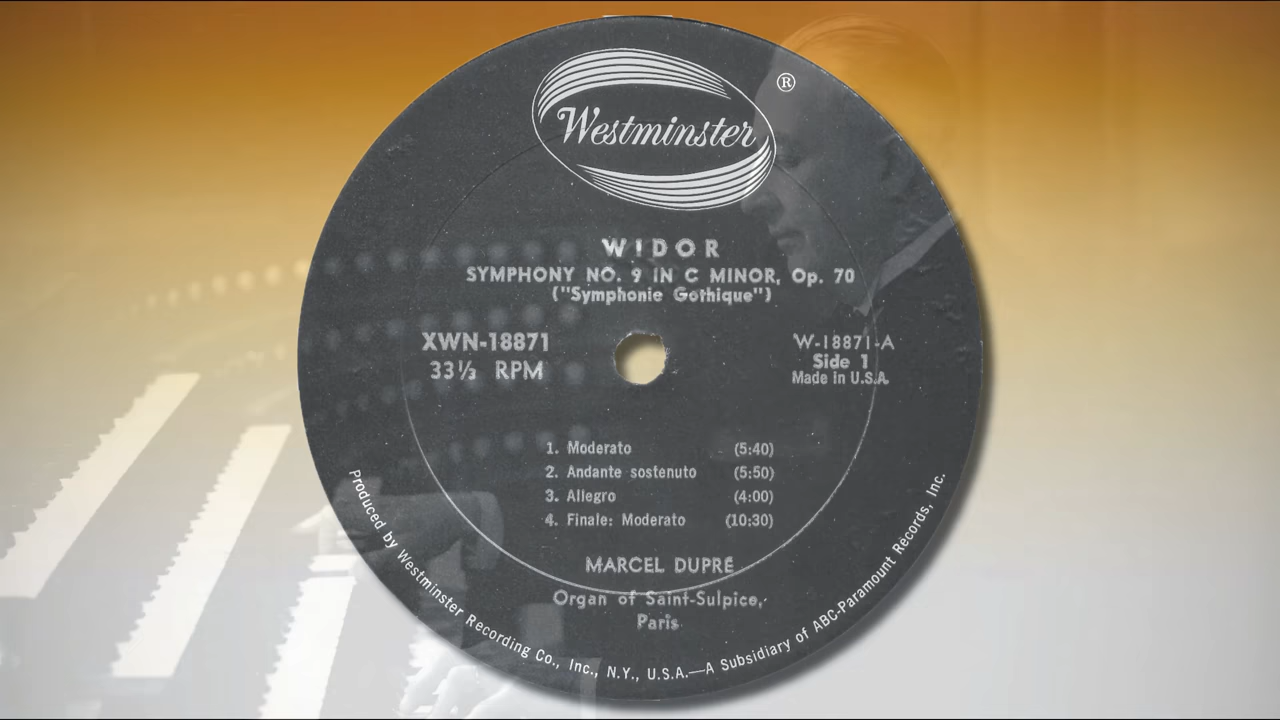 Westminster
®
WIDOR
SYMPHONY NO. 9 IN C MINOR, Op. 70
("Symphonie Gothique")
XWN-18871
33⅓ RPM
W-18871-A
Side 1
Made in U.S.A.
1. Moderato (5:40)
2. Andante sostenuto (5:50)
3. Allegro (4:00)
4. Finale: Moderato (10:30)
MARCEL DUPRÉ
Organ of Saint-Sulpice,
Paris
Produced by Westminster Recording Co., Inc., N.Y., U.S.A.—A Subsidiary of ABC-Paramount Records, Inc.